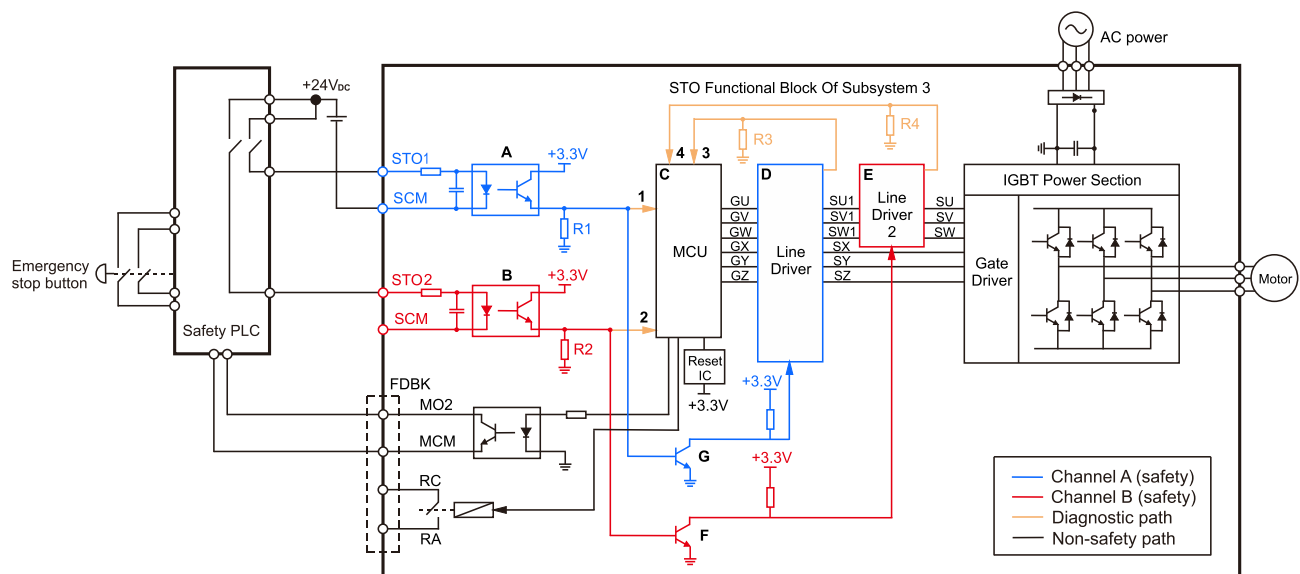 AC power
+24VDC
STO Functional Block Of Subsystem 3
R3
R4
STO1
A
+3.3V
4
3
C
D
E
IGBT Power Section
SCM
1
R1
MCU
GU
GV
GW
GX
GY
GZ
Line
Driver
SU1
SV1
SW1
SX
SY
SZ
Line
Driver
2
SU
SV
SW
Gate
Driver
Motor
Emergency
stop button
Safety PLC
STO2
B
+3.3V
SCM
2
R2
Reset
IC
+3.3V
+3.3V
FDBK
MO2
MCM
G
+3.3V
RC
RA
F
Channel A (safety)
Channel B (safety)
Diagnostic path
Non-safety path